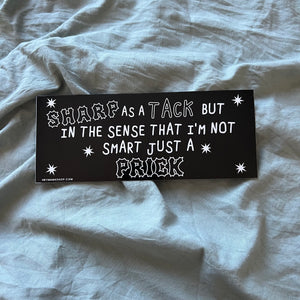 SHARP AS A TACK BUT
IN THE SENSE THAT I'M NOT
SMART JUST A
PRICK